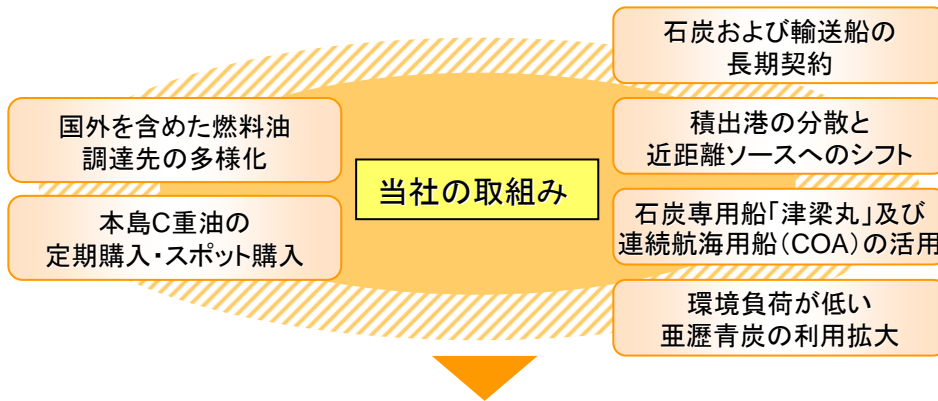 当社の取組み
国外を含めた燃料油
調達先の多様化
本島C重油の
定期購入・スポット購入
石炭および輸送船の
長期契約
積出港の分散と
近距離ソースへのシフト
石炭専用船「津梁丸」及び
連続航海用船(COA)の活用
環境負荷が低い
亜瀝青炭の利用拡大